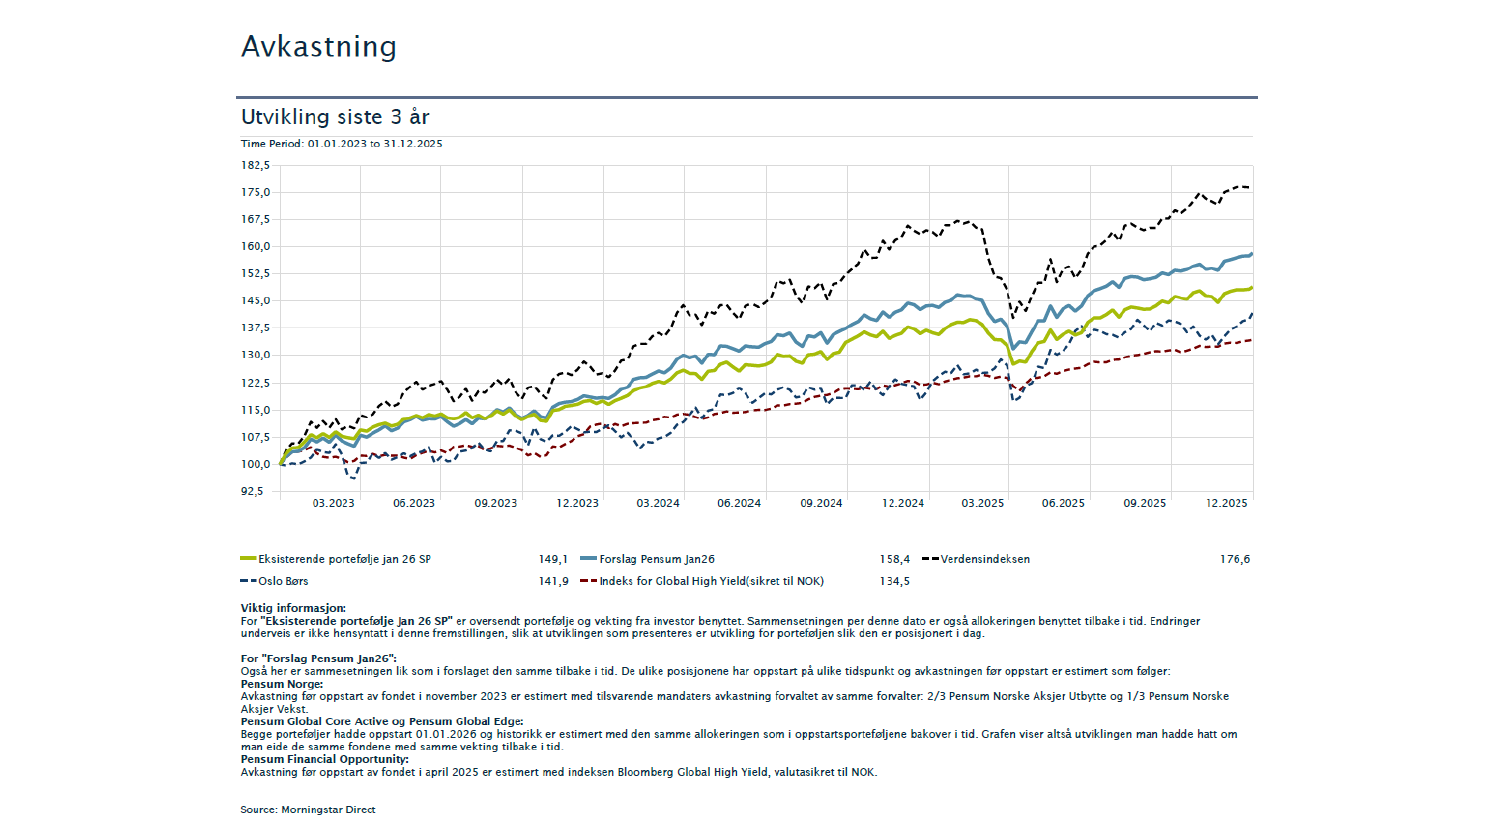 Avkastning
Utvikling siste 3 år
Time Period: 01.01.2023 to 31.12.2025
182,5
175,0
167,5
160,0
152,5
145,0
137,5
130,0
122,5
115,0
107,5
100,0
92,5
03.2023 06.2023 09.2023 12.2023 03.2024 06.2024 09.2024 12.2024 03.2025 06.2025 09.2025 12.2025
Eksisterende portefølje jan 26 SP 149,1 Forslag Pensum Jan26 158,4 Verdensindeksen 176,6
Oslo Børs 141,9 Indeks for Global High Yield(sikret til NOK) 134,5
Viktig informasjon:
For "Eksisterende portefølje Jan 26 SP" er oversendt portefølje og vekting fra investor benyttet. Sammensetningen per denne dato er også allokeringen benyttet tilbake i tid. Endringer
underveis er ikke hensyntatt i denne fremstillingen, slik at utviklingen som presenteres er utvikling for porteføljen slik den er posisjonert i dag.
For "Forslag Pensum Jan26":
Også her er sammesetningen lik som i forslaget den samme tilbake i tid. De ulike posisjonene har oppstart på ulike tidspunkt og avkastningen før oppstart er estimert som følger:
Pensum Norge:
Avkastning før oppstart av fondet i november 2023 er estimert med tilsvarende mandaters avkastning forvaltet av samme forvalter: 2/3 Pensum Norske Aksjer Utbytte og 1/3 Pensum Norske
Aksjer Vekst.
Pensum Global Core Active og Pensum Global Edge:
Begge porteføljer hadde oppstart 01.01.2026 og historikk er estimert med den samme allokeringen som i oppstartsporteføljene bakover i tid. Grafen viser altså utviklingen man hadde hatt om
man eide de samme fondene med samme vekting tilbake i tid.
Pensum Financial Opportunity:
Avkastning før oppstart av fondet i april 2025 er estimert med indeksen Bloomberg Global High Yield, valutasikret til NOK.
Source: Morningstar Direct